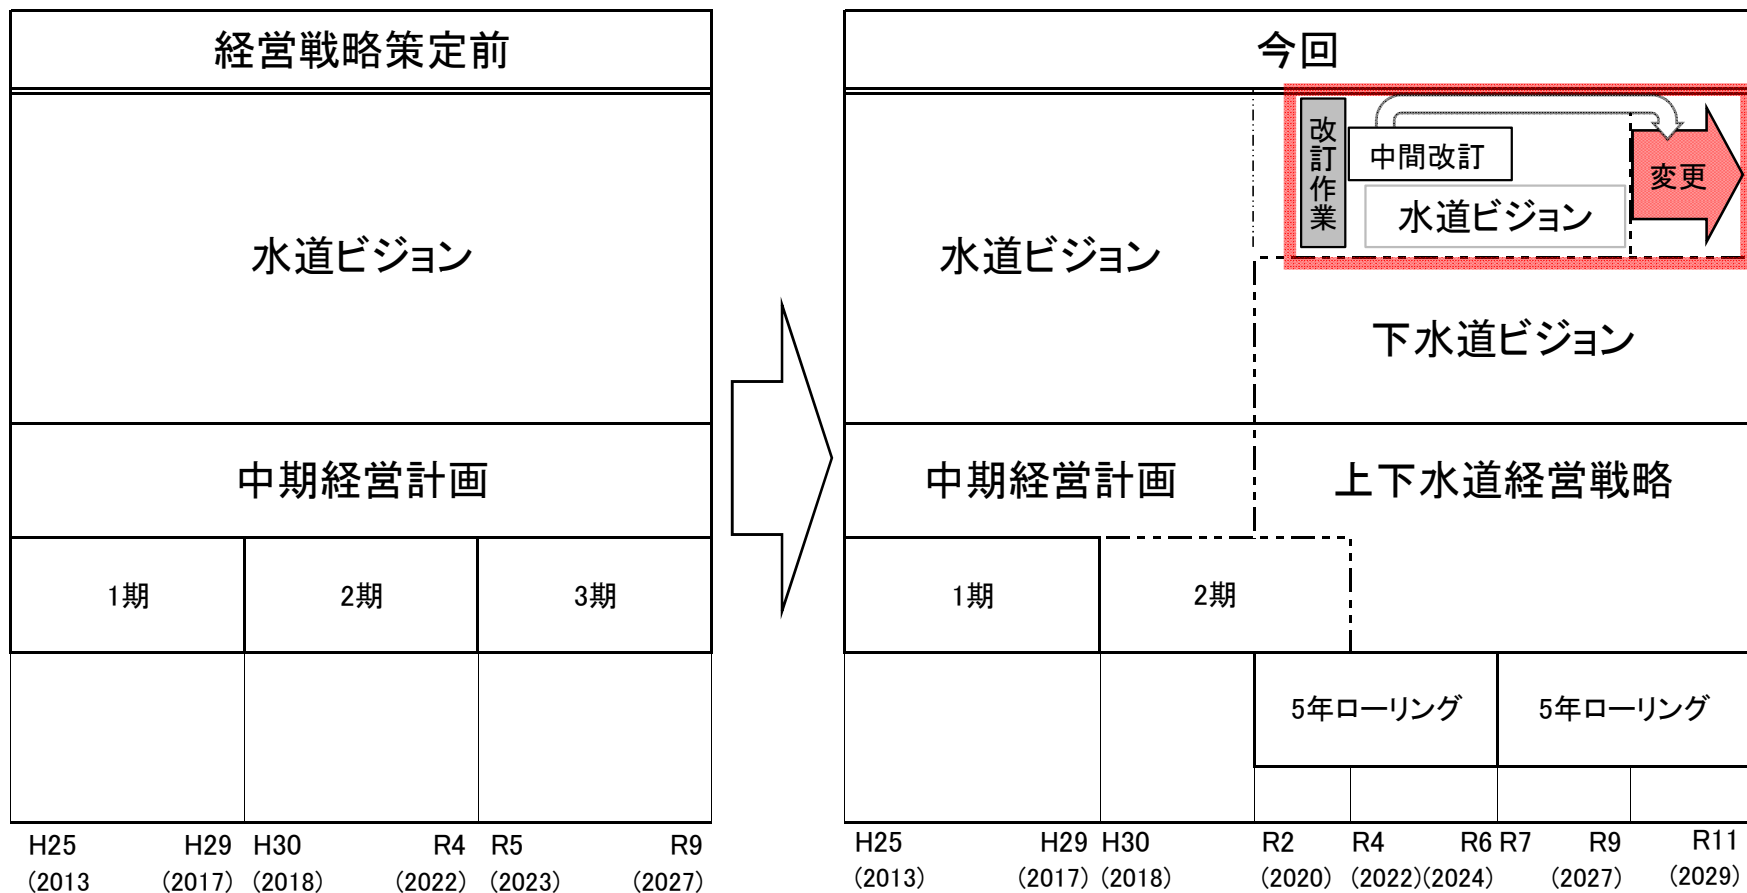 経営戦略策定前
水道ビジョン
中期経営計画
1期
2期
3期
H25
H29
H30
R4
R5
R9
(2013
(2017)
(2018)
(2022)
(2023)
(2027)
今回
改訂作業
中間改訂
水道ビジョン
変更
水道ビジョン
下水道ビジョン
中期経営計画
上下水道経営戦略
1期
2期
5年ローリング
5年ローリング
H25
H29
H30
R2
R4
R6
R7
R9
R11
(2013)
(2017)
(2018)
(2020)
(2022)
(2024)
(2027)
(2029)